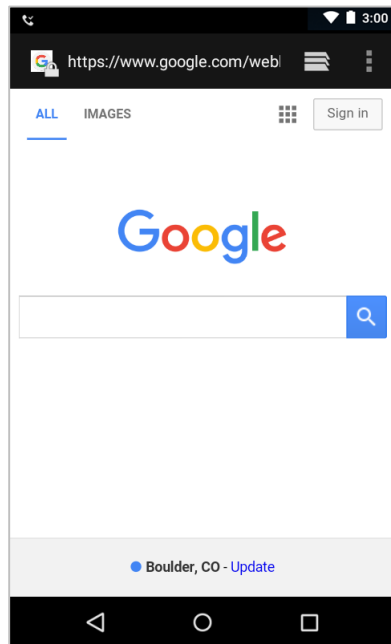 3:00
https://www.google.com/webl
ALL IMAGES Sign in
Google
Boulder, CO - Update